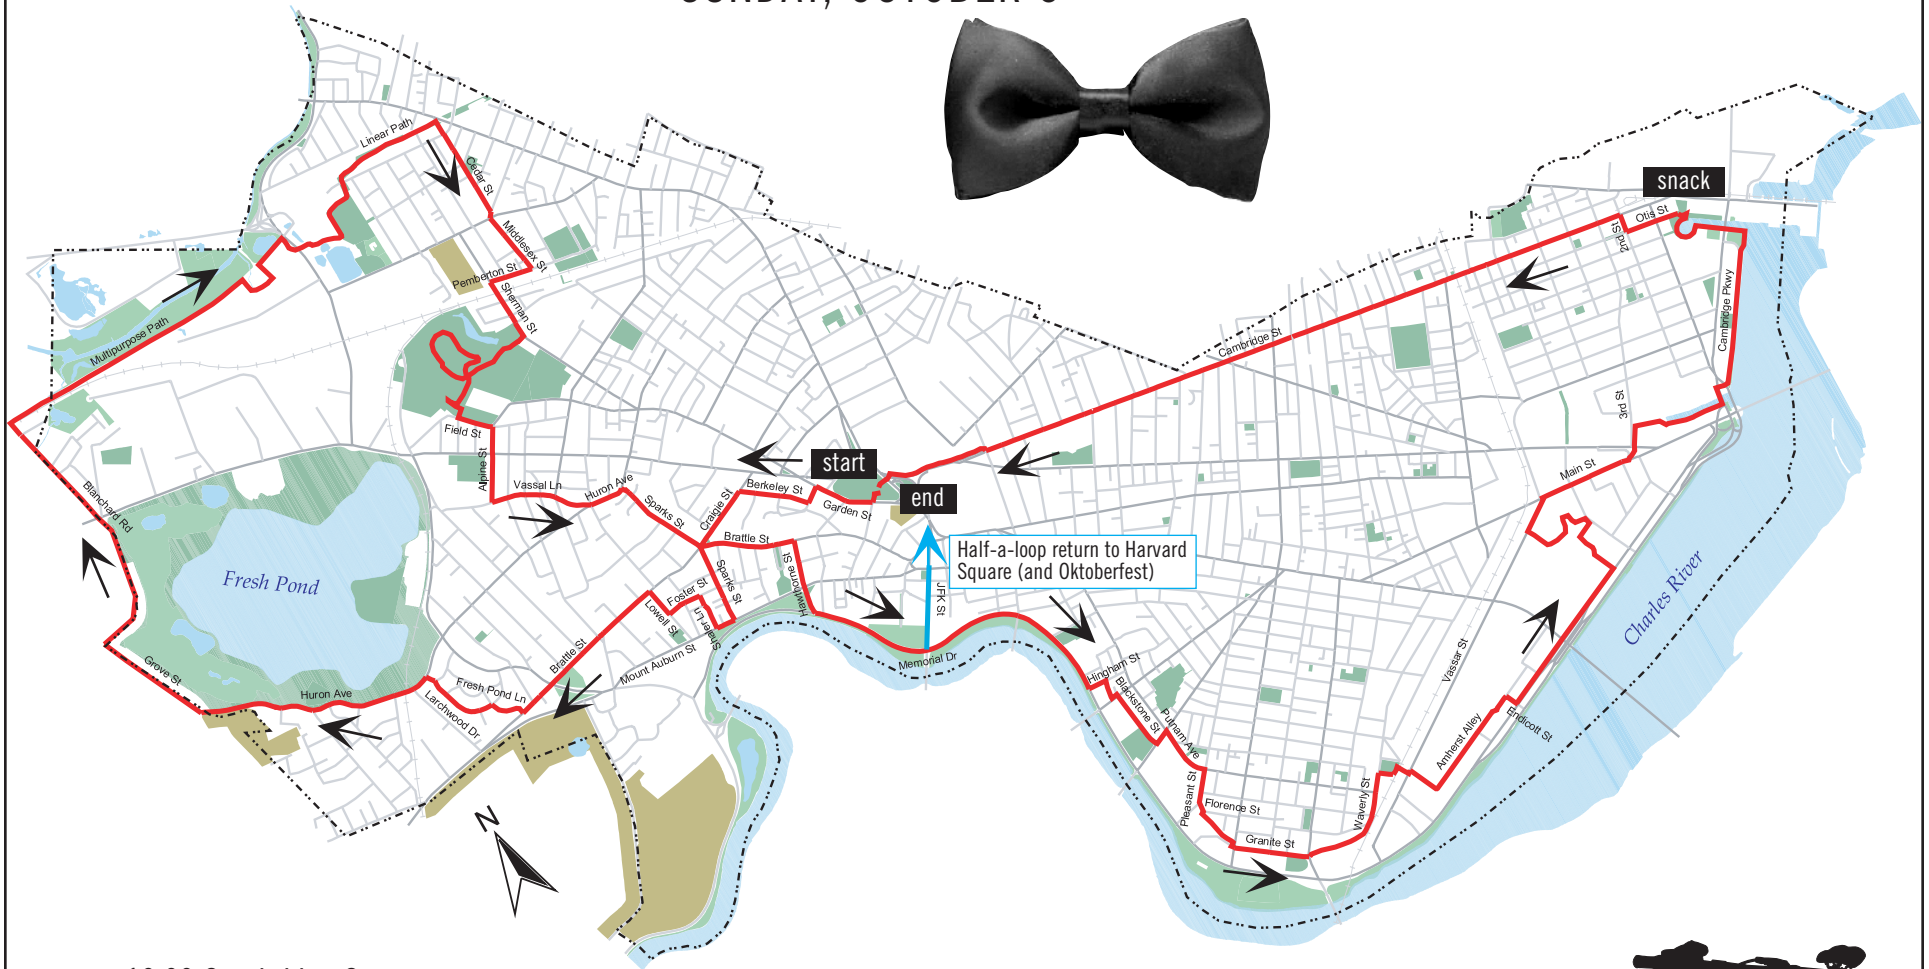 snack
Otis St
2nd St
Cambridge Pkwy
Cambridge St
3rd St
Main St
Linear Path
Cedar St
Middlesex St
Pemberton St
Sherman St
Multipurpose Path
Field St
Alpine St
Vassal Ln
Huron Ave
Sparks St
Craigie St
Berkeley St
start
Garden St
end
Brattle St
Sparks St
Hawthorne St
Half-a-loop return to Harvard
Square (and Oktoberfest)
JFK St
Memorial Dr
Blanchard Rd
Fresh Pond
Grove St
Huron Ave
Larchwood Dr
Fresh Pond Ln
Brattle St
Lowell St
Foster St
Shaler Ln
Mount Auburn St
Hingham St
Blackstone St
Putnam Ave
Pleasant St
Florence St
Granite St
Waverly St
Vassar St
Amherst Alley
Endicott St
Charles River
N